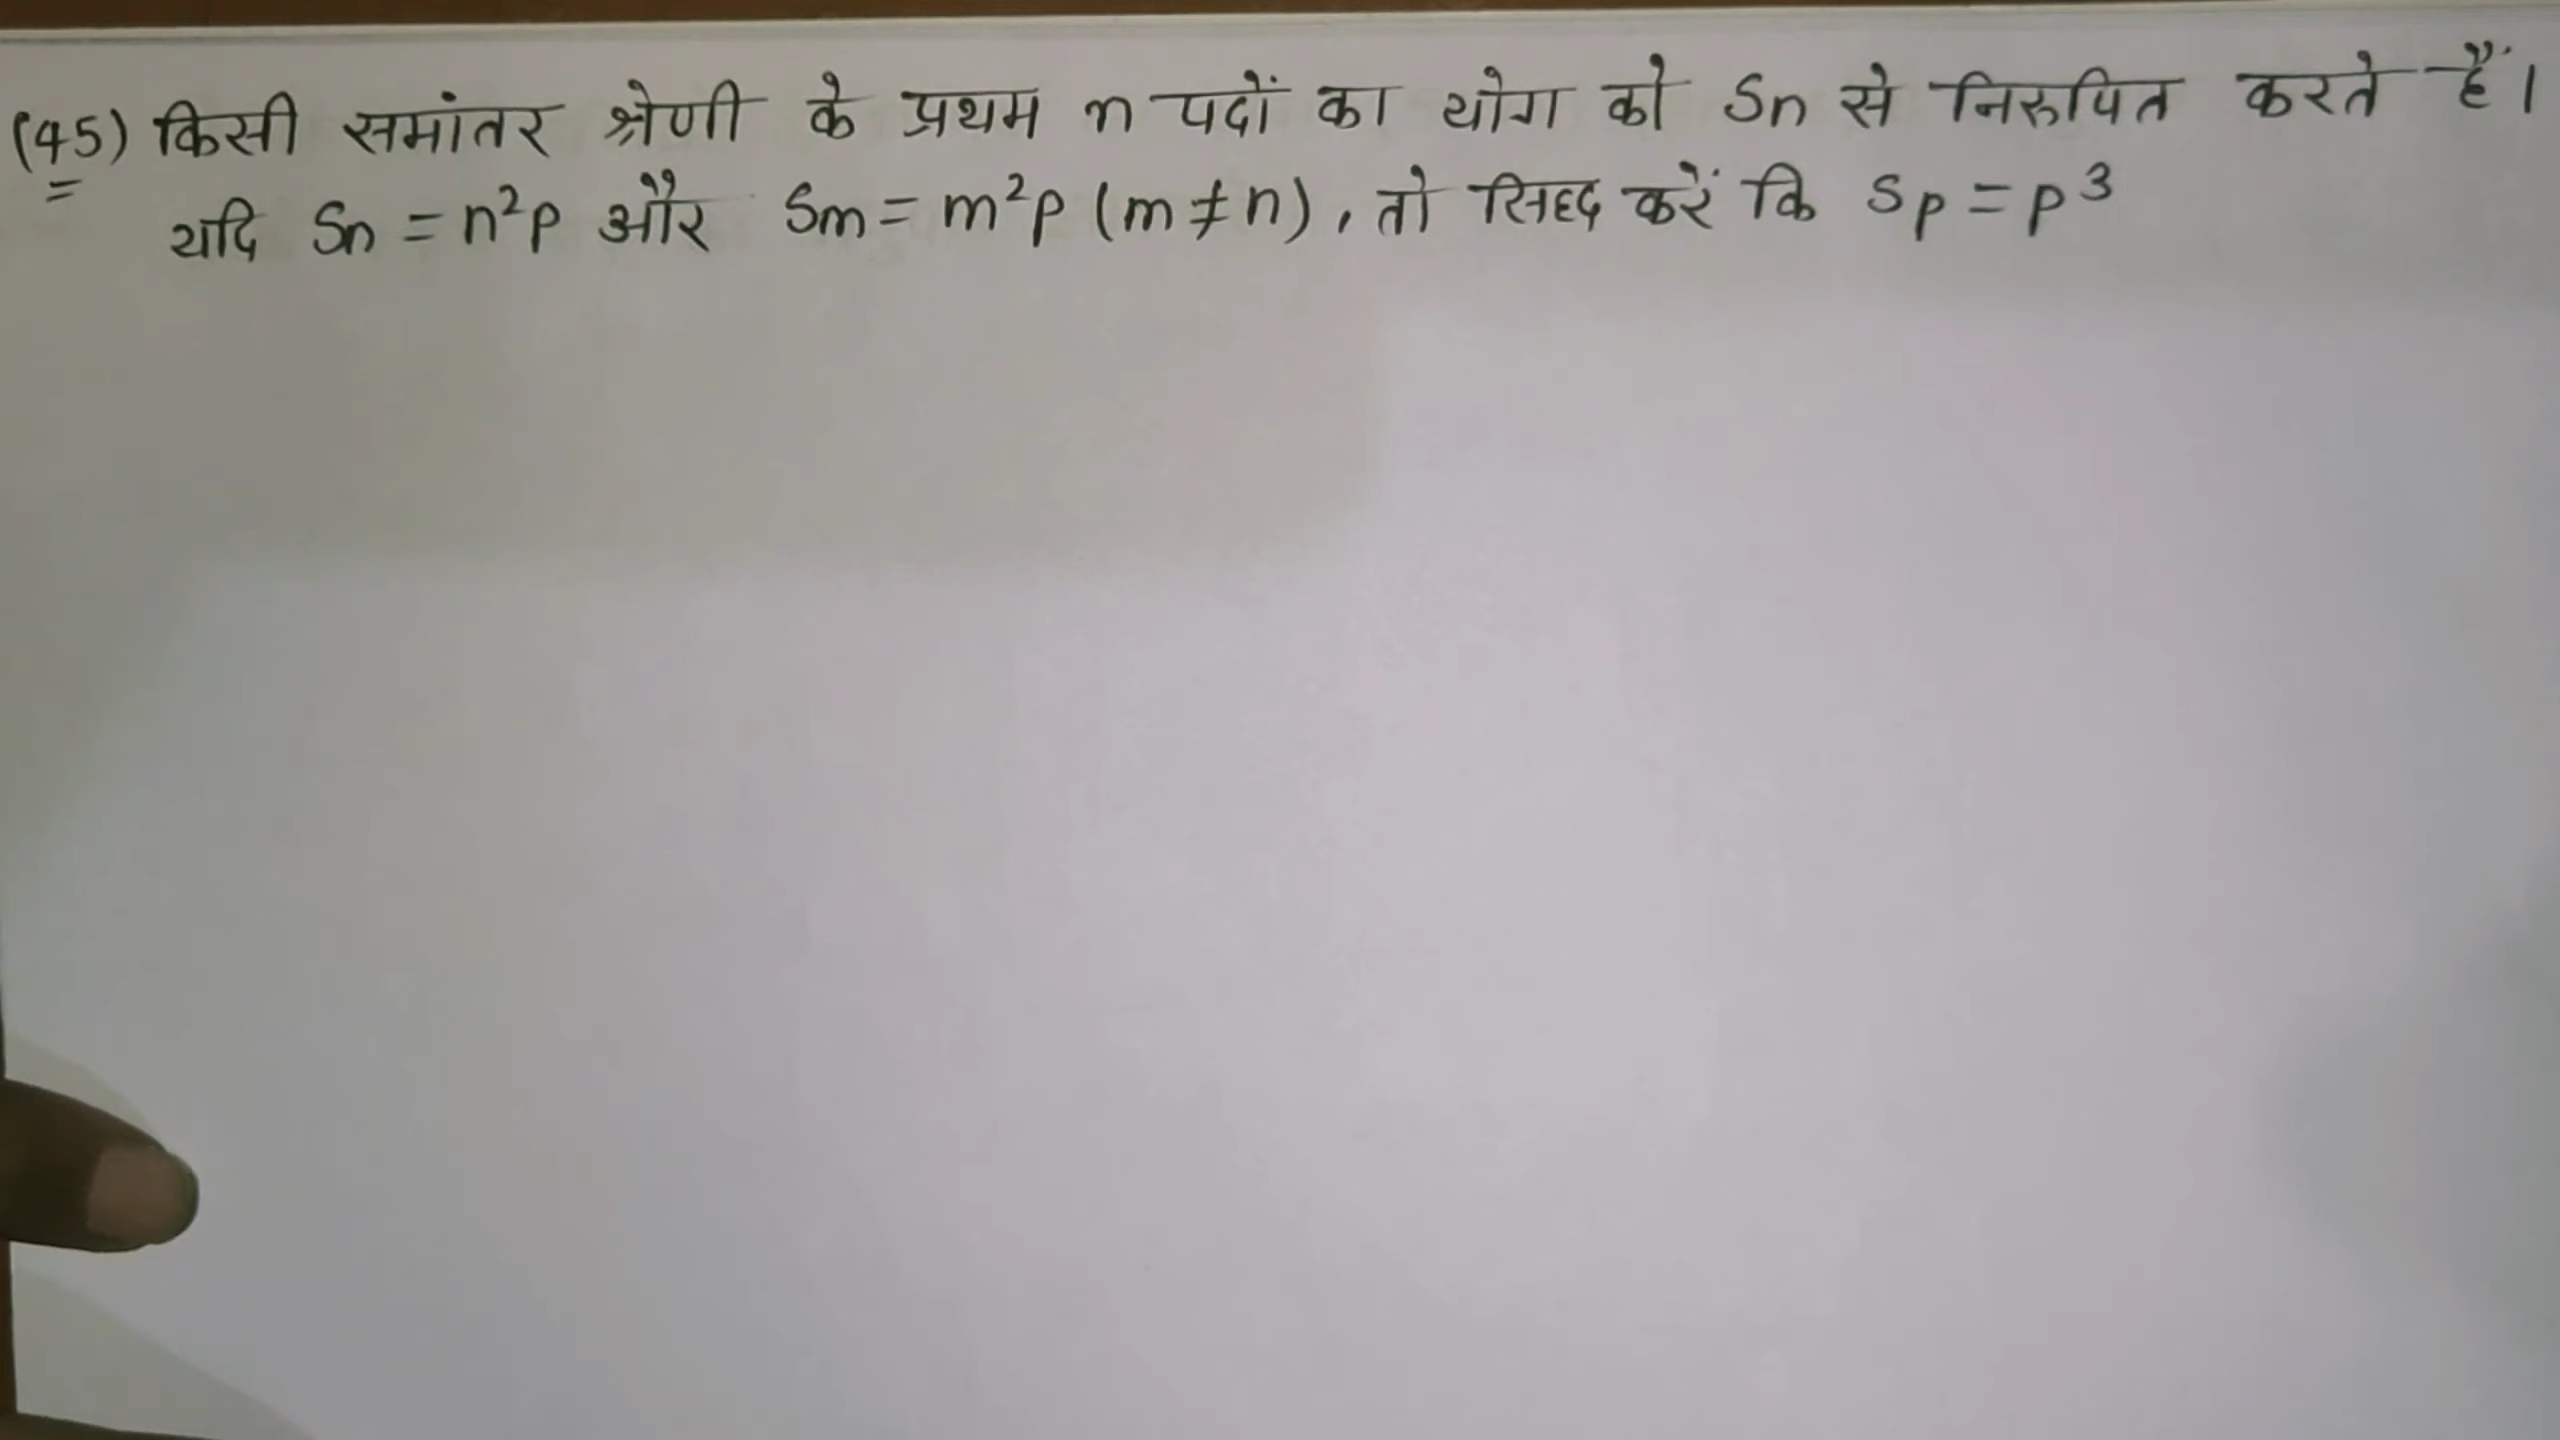 (45) किसी समांतर श्रेणी के प्रथम n पदों का योग को Sn से निरुपित करते हैं।
यदि Sn = n²p और Sm = m²p (m ≠ n), तो सिद्ध करें कि Sp = p³